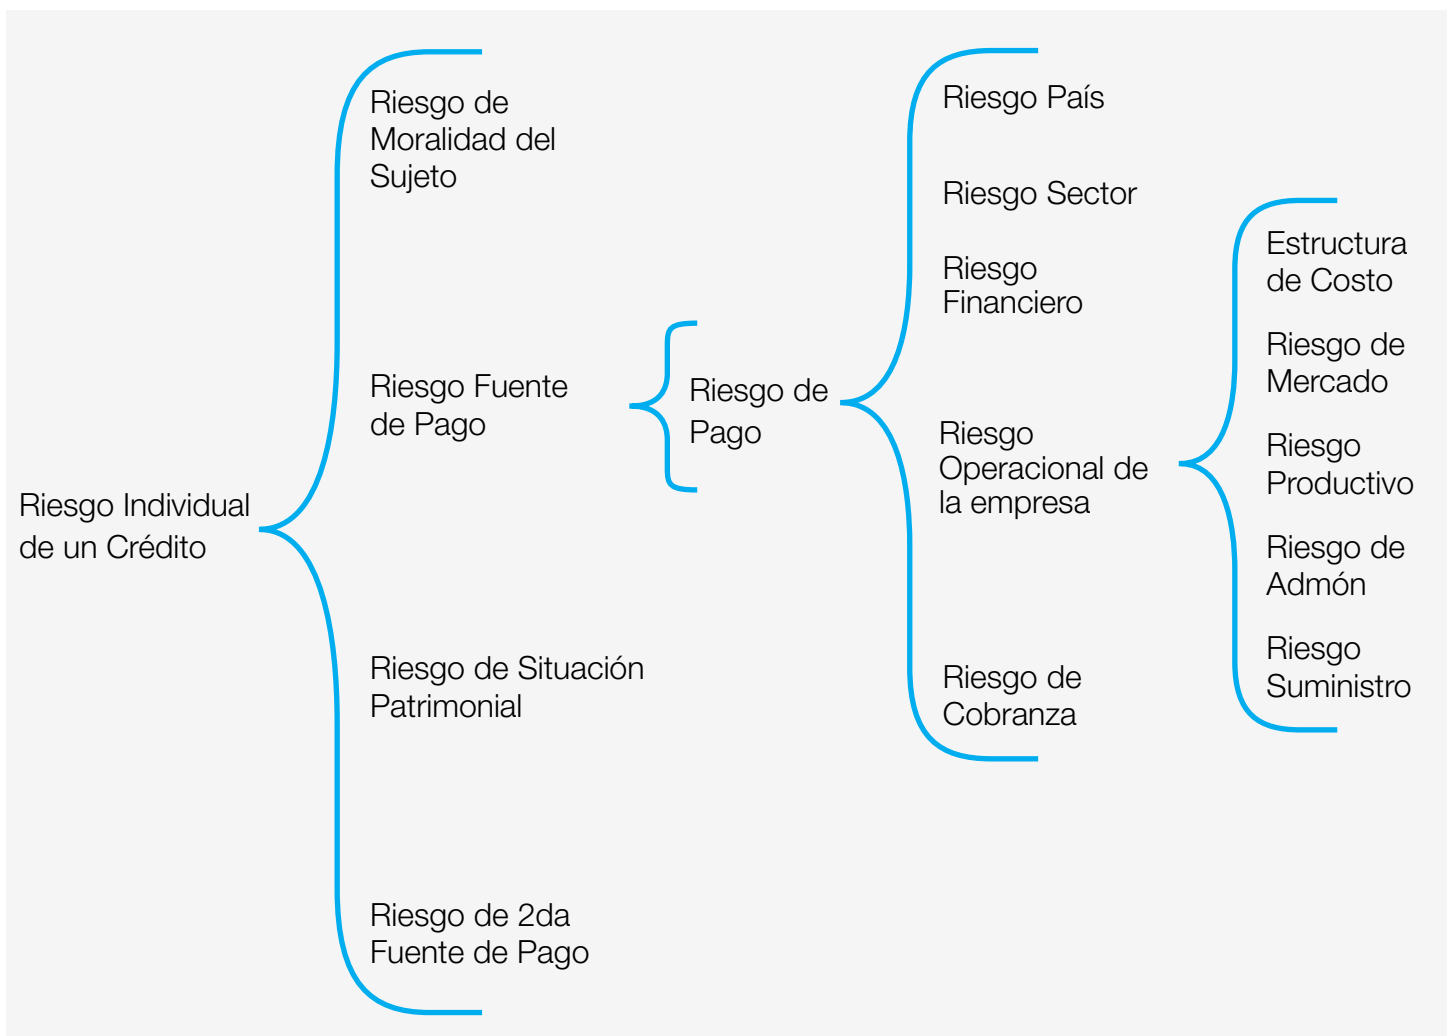 Riesgo Individual
de un Crédito
Riesgo de
Moralidad del
Sujeto
Riesgo Fuente
de Pago
Riesgo de Situación
Patrimonial
Riesgo de 2da
Fuente de Pago
Riesgo de
Pago
Riesgo País
Riesgo Sector
Riesgo
Financiero
Riesgo
Operacional de
la empresa
Riesgo de
Cobranza
Estructura
de Costo
Riesgo de
Mercado
Riesgo
Productivo
Riesgo de
Admón
Riesgo
Suministro